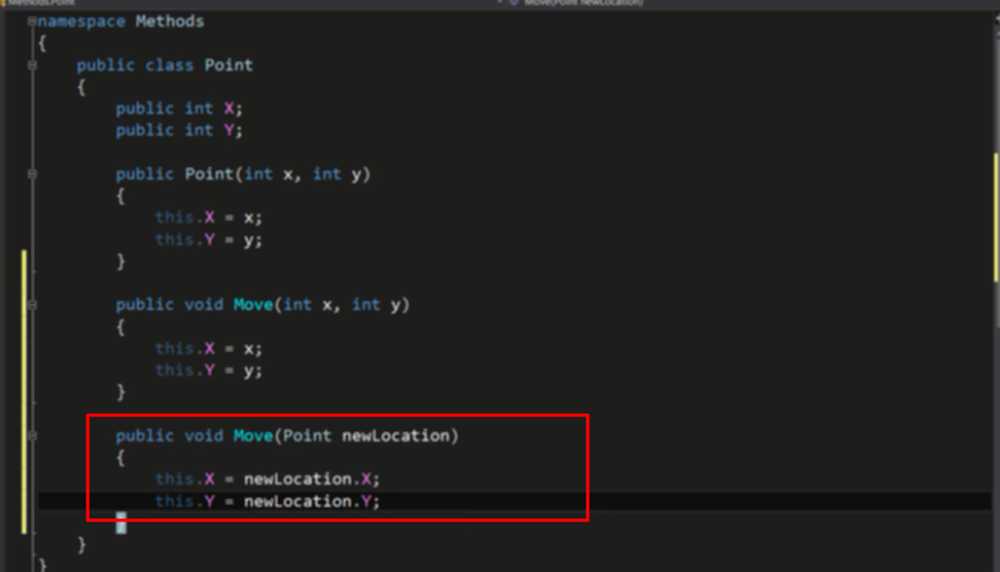 Methods.Point
Move(Point newLocation)
namespace Methods
{
public class Point
{
public int X;
public int Y;
public Point(int x, int y)
{
this.X = x;
this.Y = y;
}
public void Move(int x, int y)
{
this.X = x;
this.Y = y;
}
public void Move(Point newLocation)
{
this.X = newLocation.X;
this.Y = newLocation.Y;
}
}